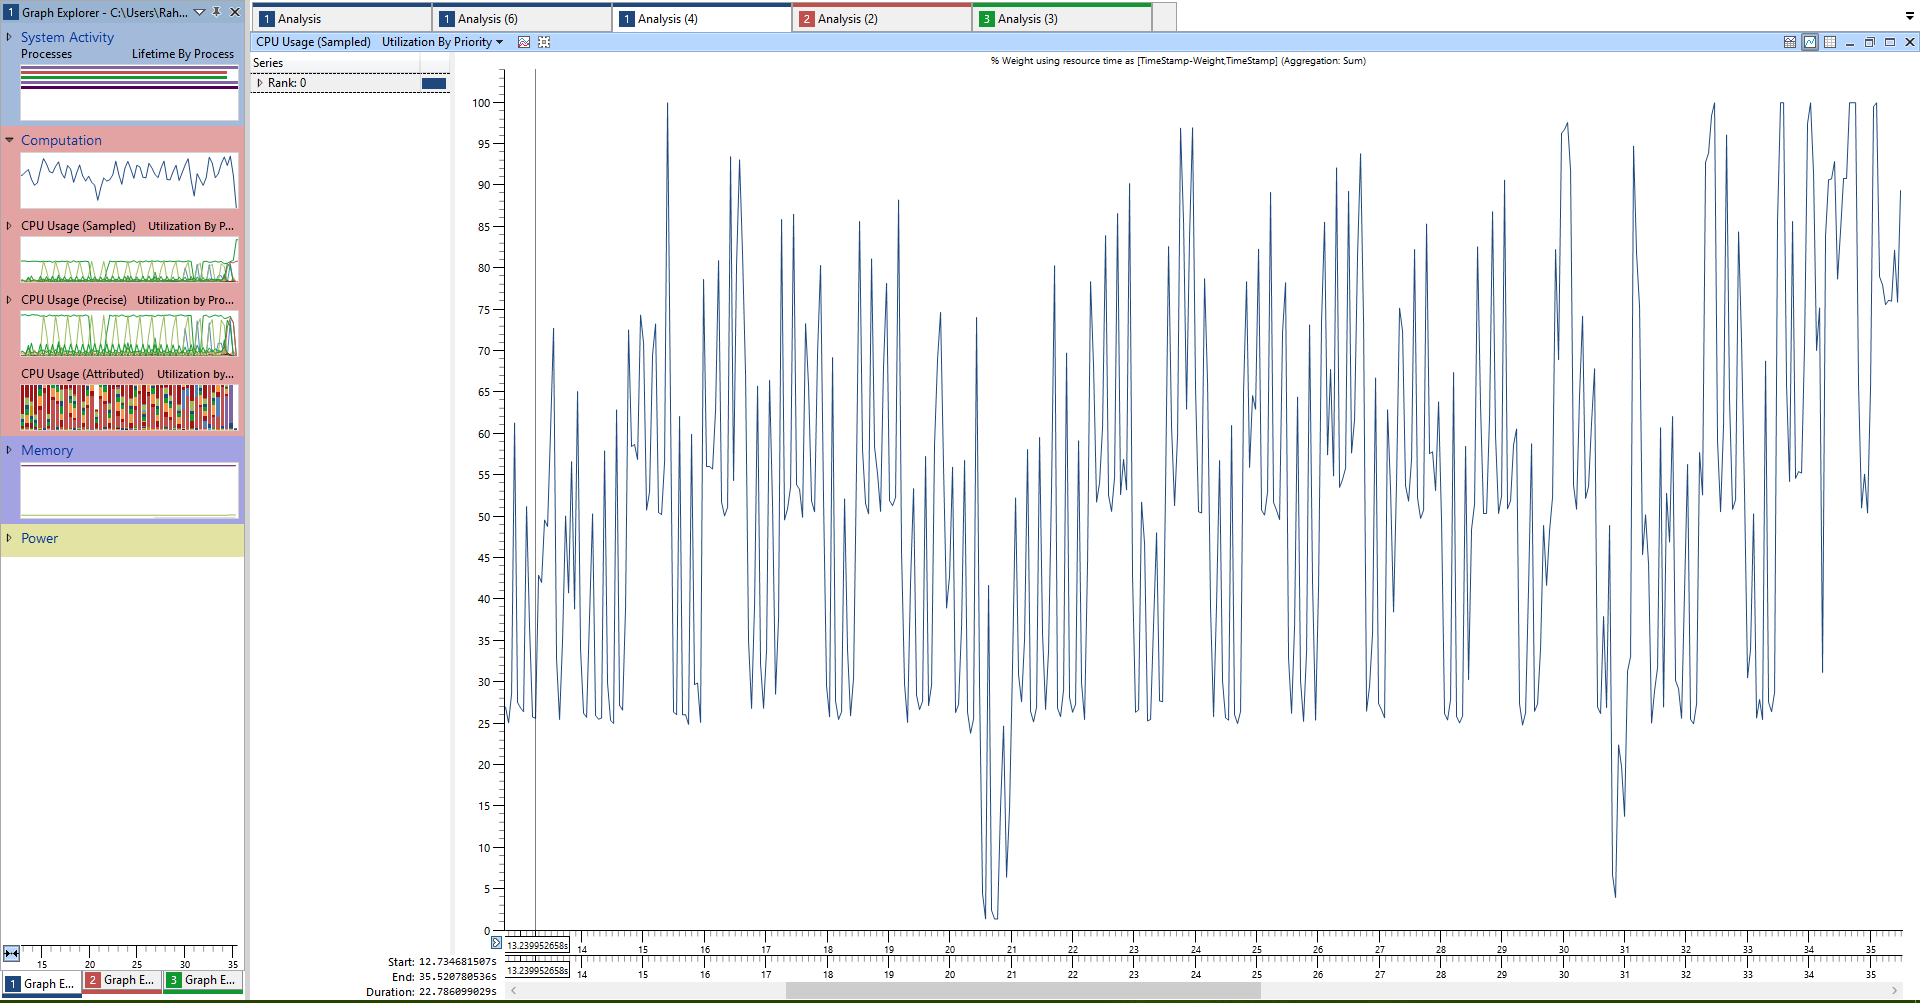 1 Graph Explorer - C:\Users\Rah...
System Activity
Processes Lifetime By Process
Computation
CPU Usage (Sampled) Utilization By P...
CPU Usage (Precise) Utilization by Pro...
CPU Usage (Attributed) Utilization by...
Memory
Power
15 20 25 30 35
1 Graph E... 2 Graph E... 3 Graph E...
1 Analysis 1 Analysis (6) 1 Analysis (4) 2 Analysis (2) 3 Analysis (3)
CPU Usage (Sampled) Utilization By Priority
Series
Rank: 0
% Weight using resource time as [TimeStamp-Weight,TimeStamp] (Aggregation: Sum)
100
95
90
85
80
75
70
65
60
55
50
45
40
35
30
25
20
15
10
5
0
13.239952658s 14 15 16 17 18 19 20 21 22 23 24 25 26 27 28 29 30 31 32 33 34 35
13.239952658s 14 15 16 17 18 19 20 21 22 23 24 25 26 27 28 29 30 31 32 33 34 35
Start: 12.734681507s
End: 35.520780536s
Duration: 22.786099029s